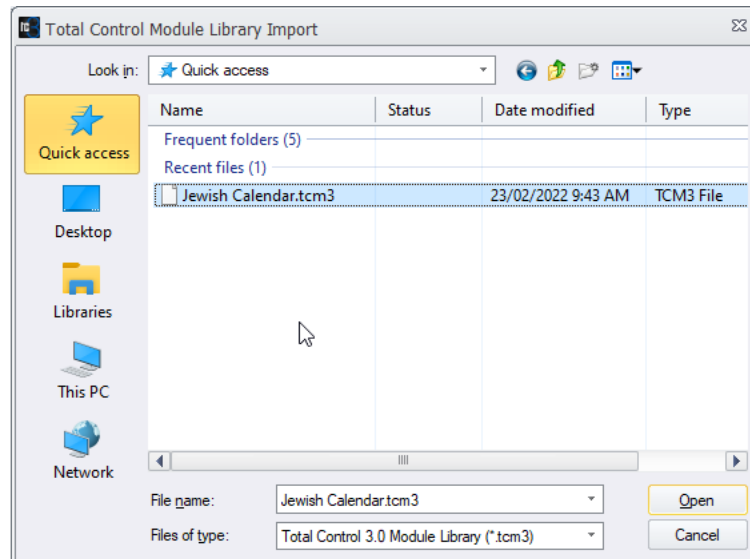 Total Control Module Library Import
Look in: Quick access
Name Status Date modified Type
Quick access
Frequent folders (5)
Recent files (1)
Jewish Calendar.tcm3 23/02/2022 9:43 AM TCM3 File
Desktop
Libraries
This PC
Network
File name: Jewish Calendar.tcm3 Open
Files of type: Total Control 3.0 Module Library (*.tcm3) Cancel